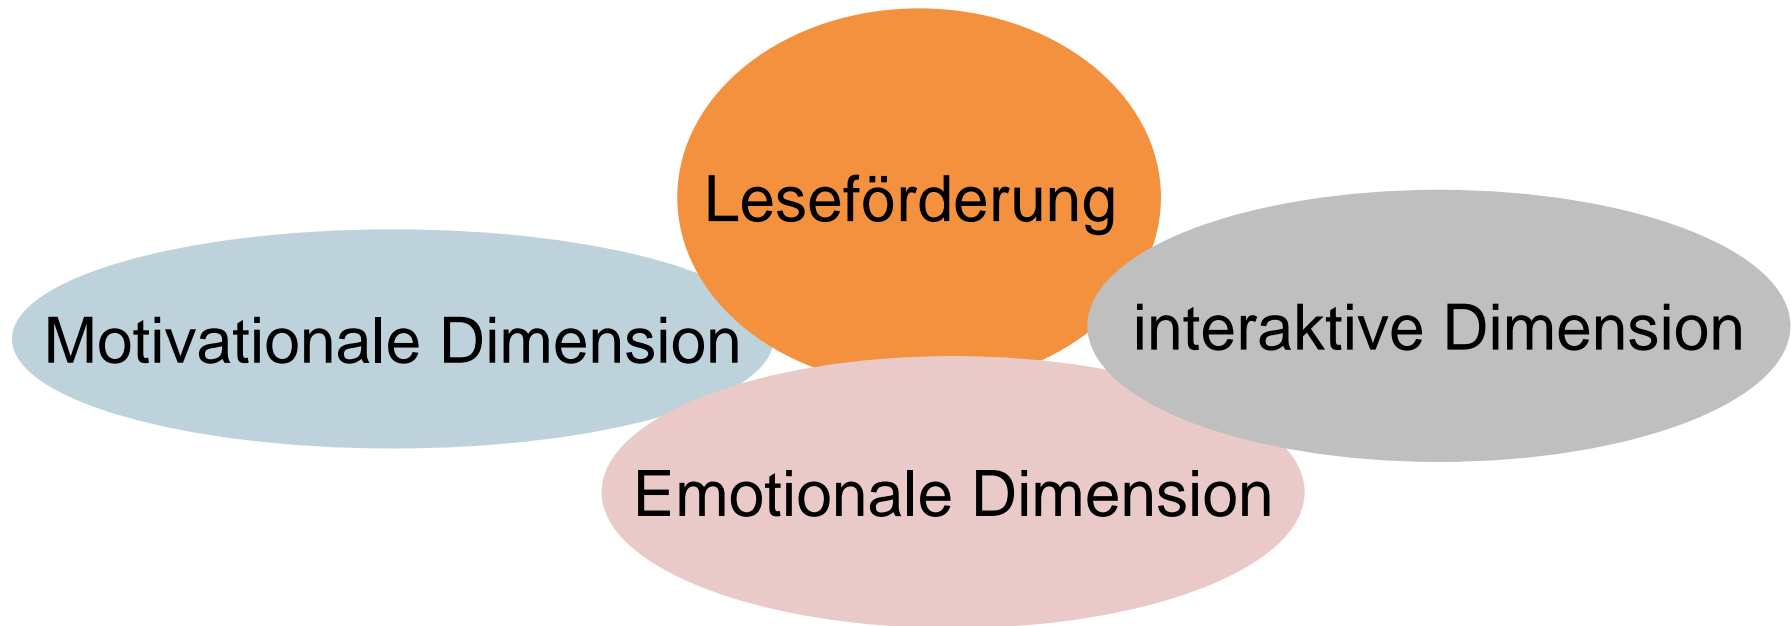 Leseförderung
Motivationale Dimension
interaktive Dimension
Emotionale Dimension